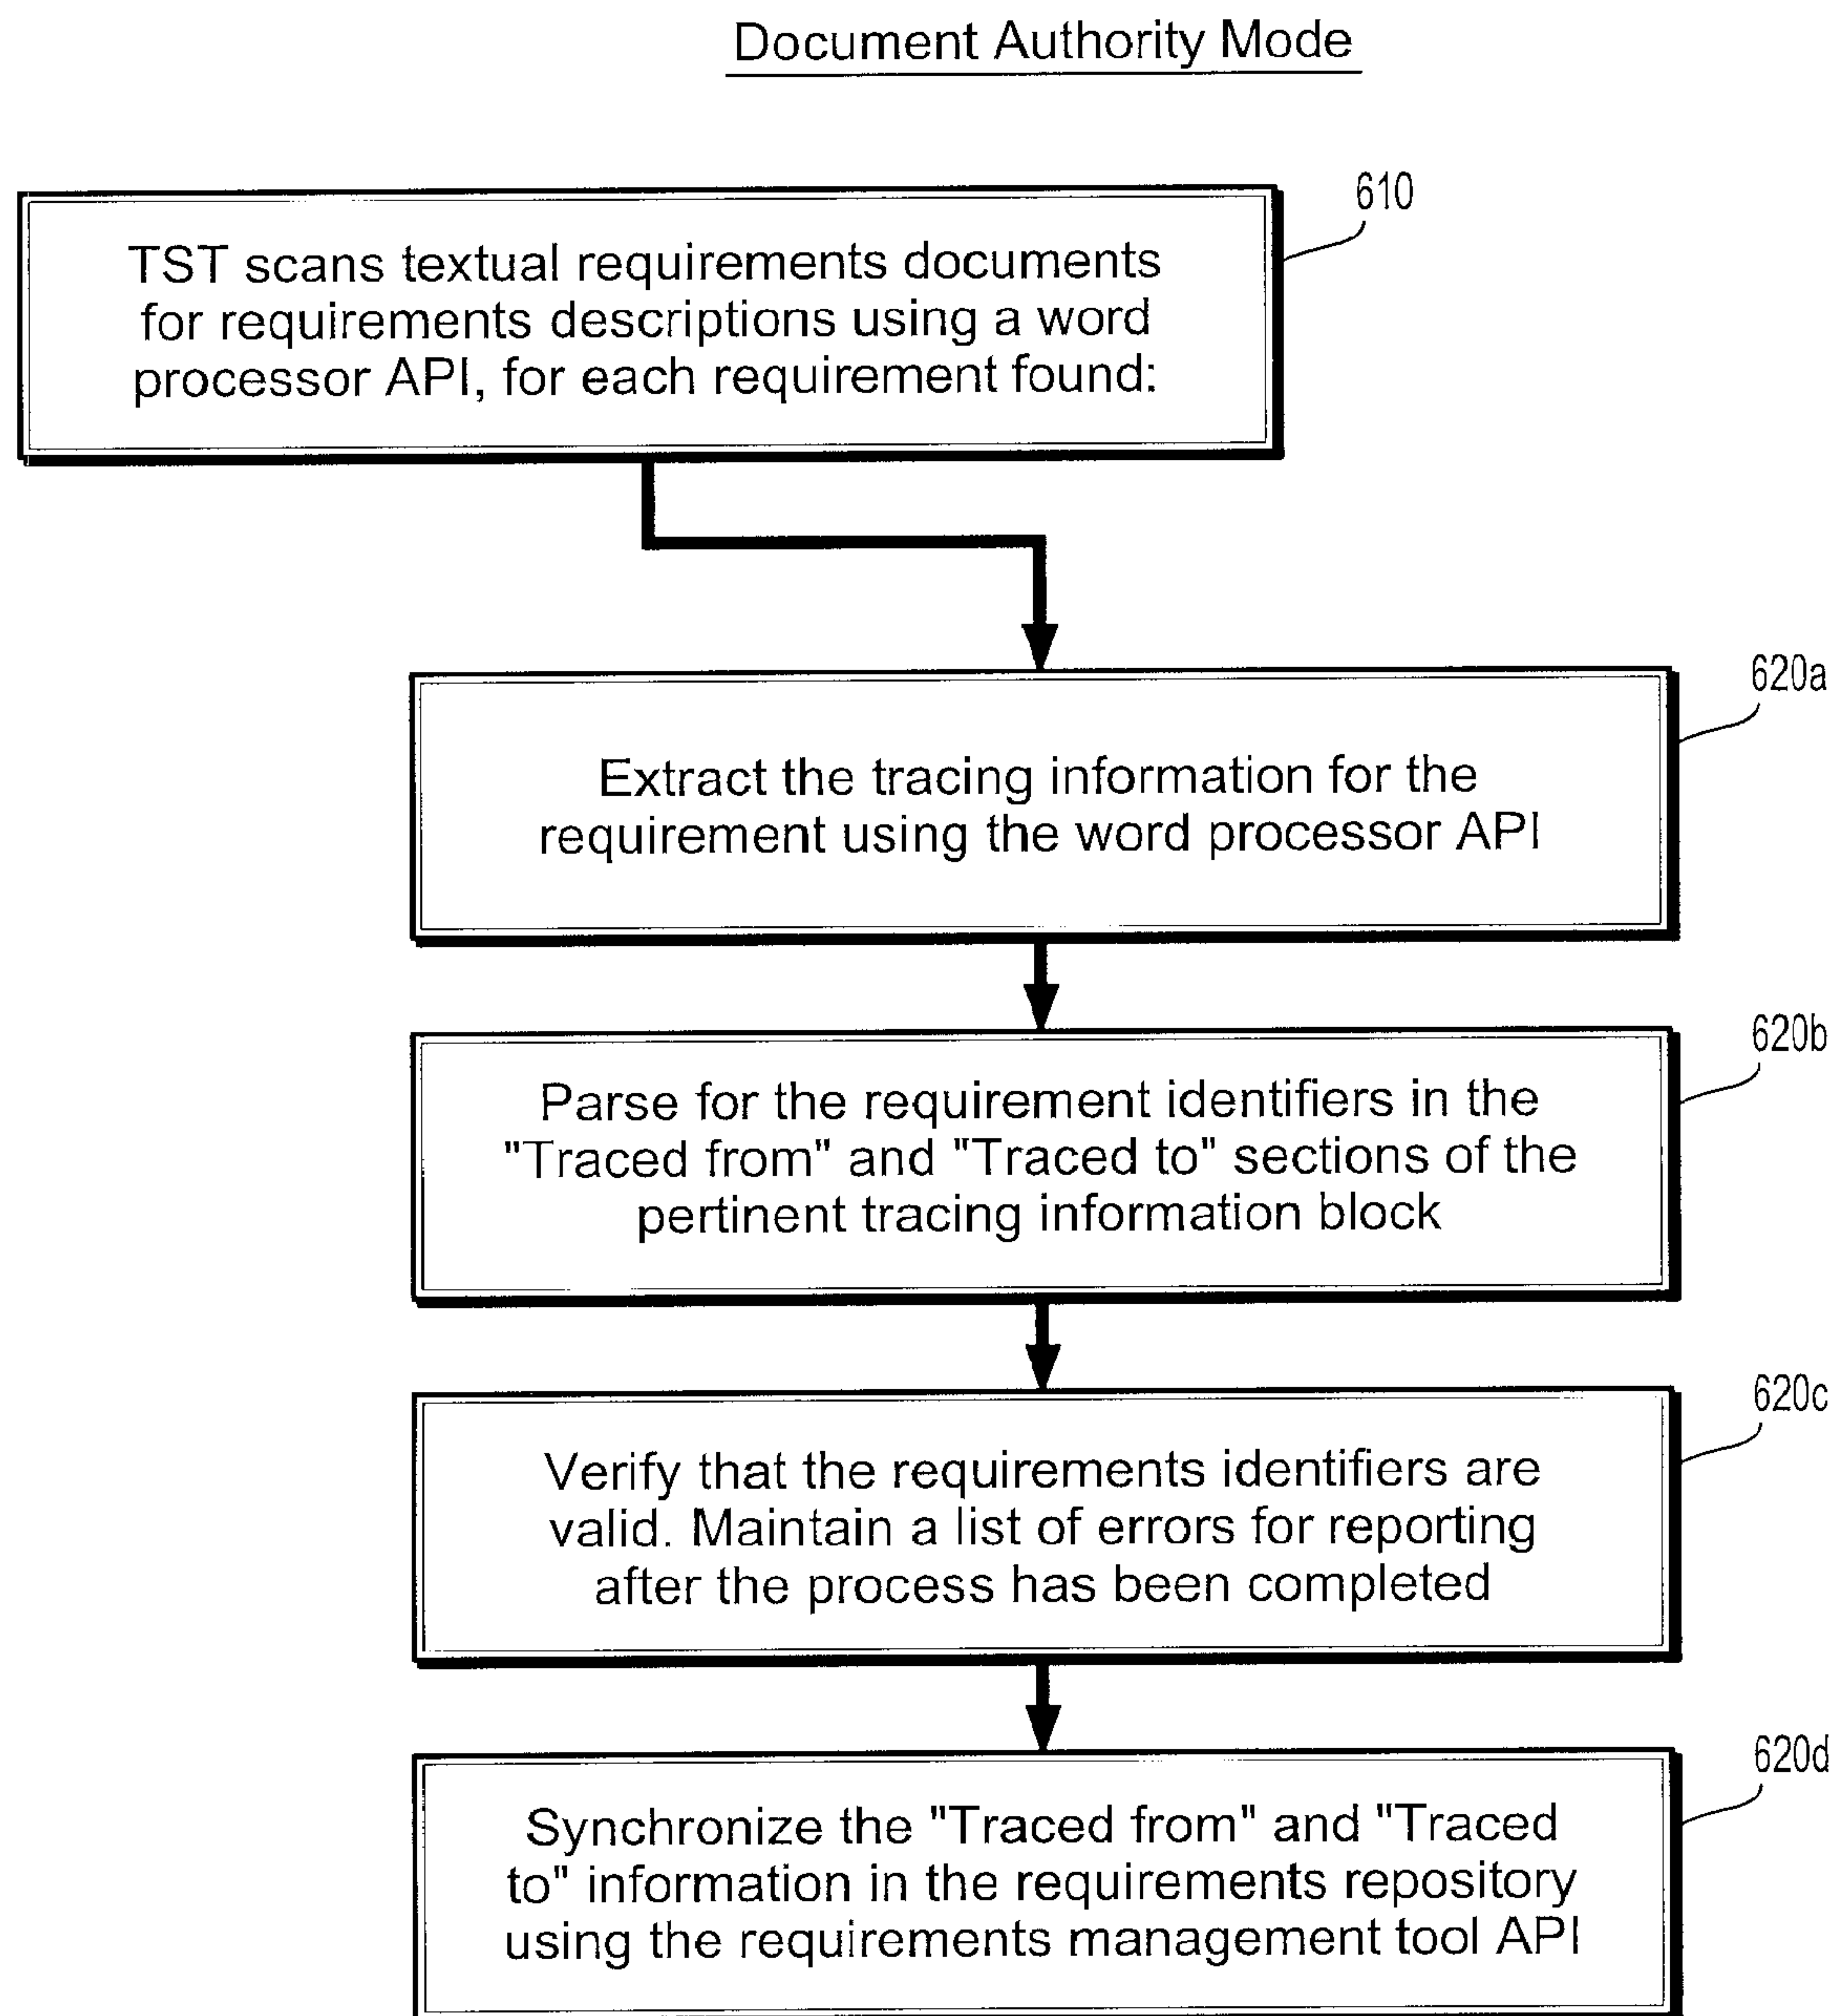 Document Authority Mode
610
TST scans textual requirements documents
for requirements descriptions using a word
processor API, for each requirement found:
620a
Extract the tracing information for the
requirement using the word processor API
620b
Parse for the requirement identifiers in the
"Traced from" and "Traced to" sections of the
pertinent tracing information block
620c
Verify that the requirements identifiers are
valid. Maintain a list of errors for reporting
after the process has been completed
620d
Synchronize the "Traced from" and "Traced
to" information in the requirements repository
using the requirements management tool API